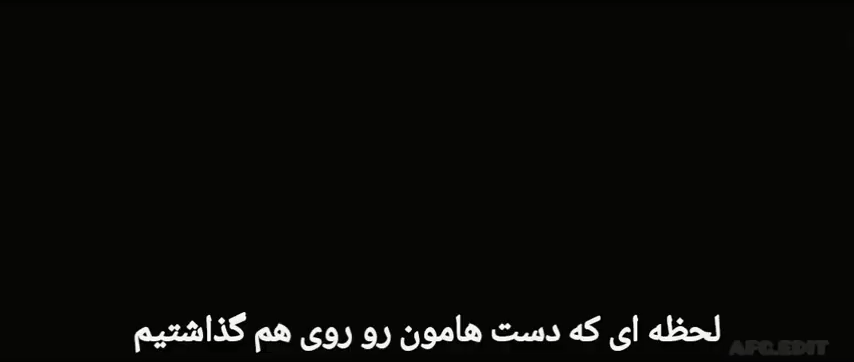 لحظه ای که دست هامون رو روی هم گذاشتیم
AFC.EDIT